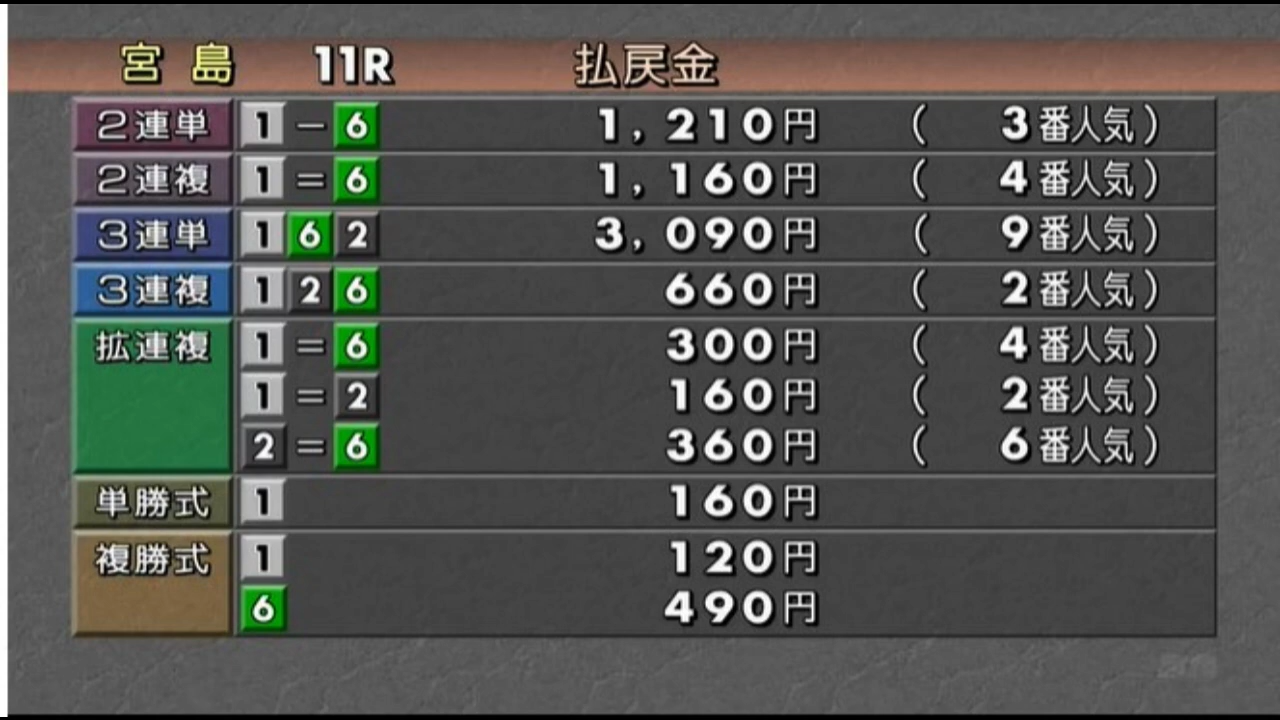 宮島 11R 払戻金
2連単 1－6 1,210円 (3番人気)
2連複 1＝6 1,160円 (4番人気)
3連単 1 6 2 3,090円 (9番人気)
3連複 1 2 6 660円 (2番人気)
拡連複 1＝6 300円 (4番人気)
1＝2 160円 (2番人気)
2＝6 360円 (6番人気)
単勝式 1 160円
複勝式 1 120円
6 490円